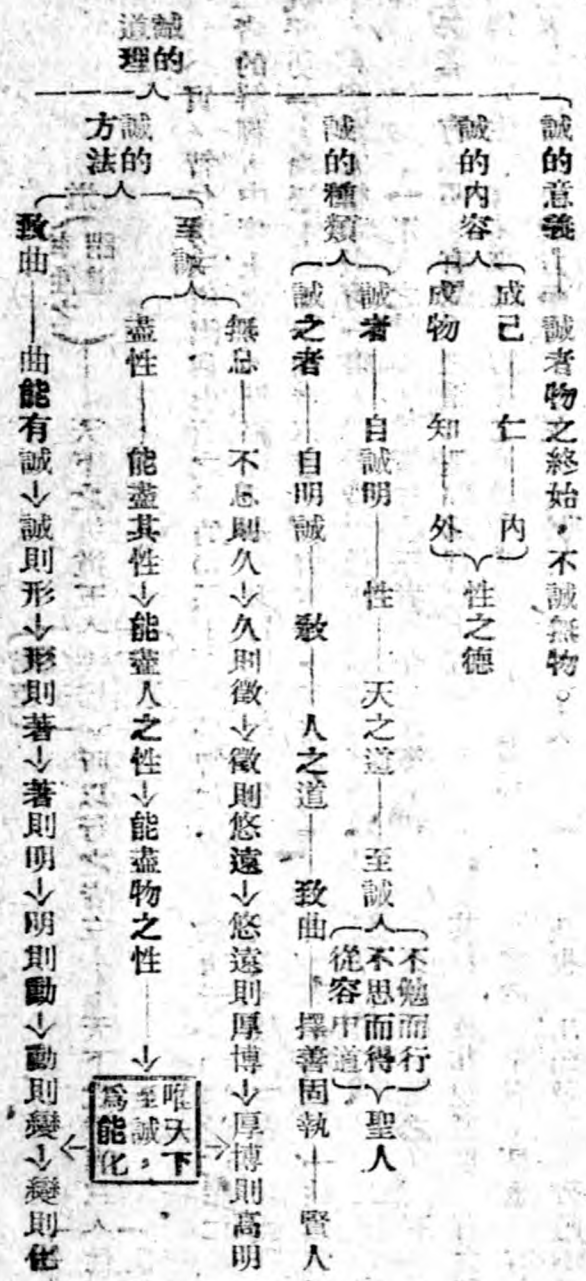 誠的道理
誠的意義——誠者物之終始，不誠無物。
誠的內容
成己——仁——內
成物——知——外
性之德
誠的種類
誠者——自誠明——性——天之道——至誠
不勉而行
不思而得
從容中道
聖人
誠之者——自明誠——敎——人之道——致曲——擇善固執——賢人
誠的方法
至誠
無息——不息則久→久則徵→徵則悠遠→悠遠則厚博→厚博則高明
盡性——能盡其性→能盡人之性→能盡物之性——→
唯天下至誠，爲能化
致曲——曲能有誠→誠則形→形則著→著則明→明則動→動則變→變則化